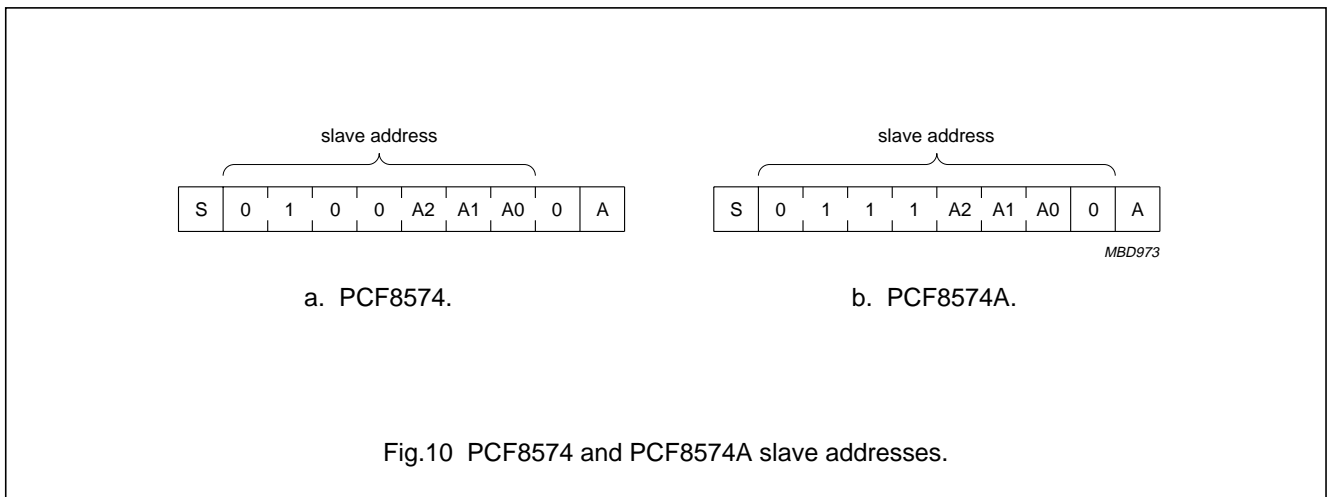 slave address
S 0 1 0 0 A2 A1 A0 0 A
a. PCF8574.
slave address
S 0 1 1 1 A2 A1 A0 0 A
MBD973
b. PCF8574A.
Fig.10 PCF8574 and PCF8574A slave addresses.